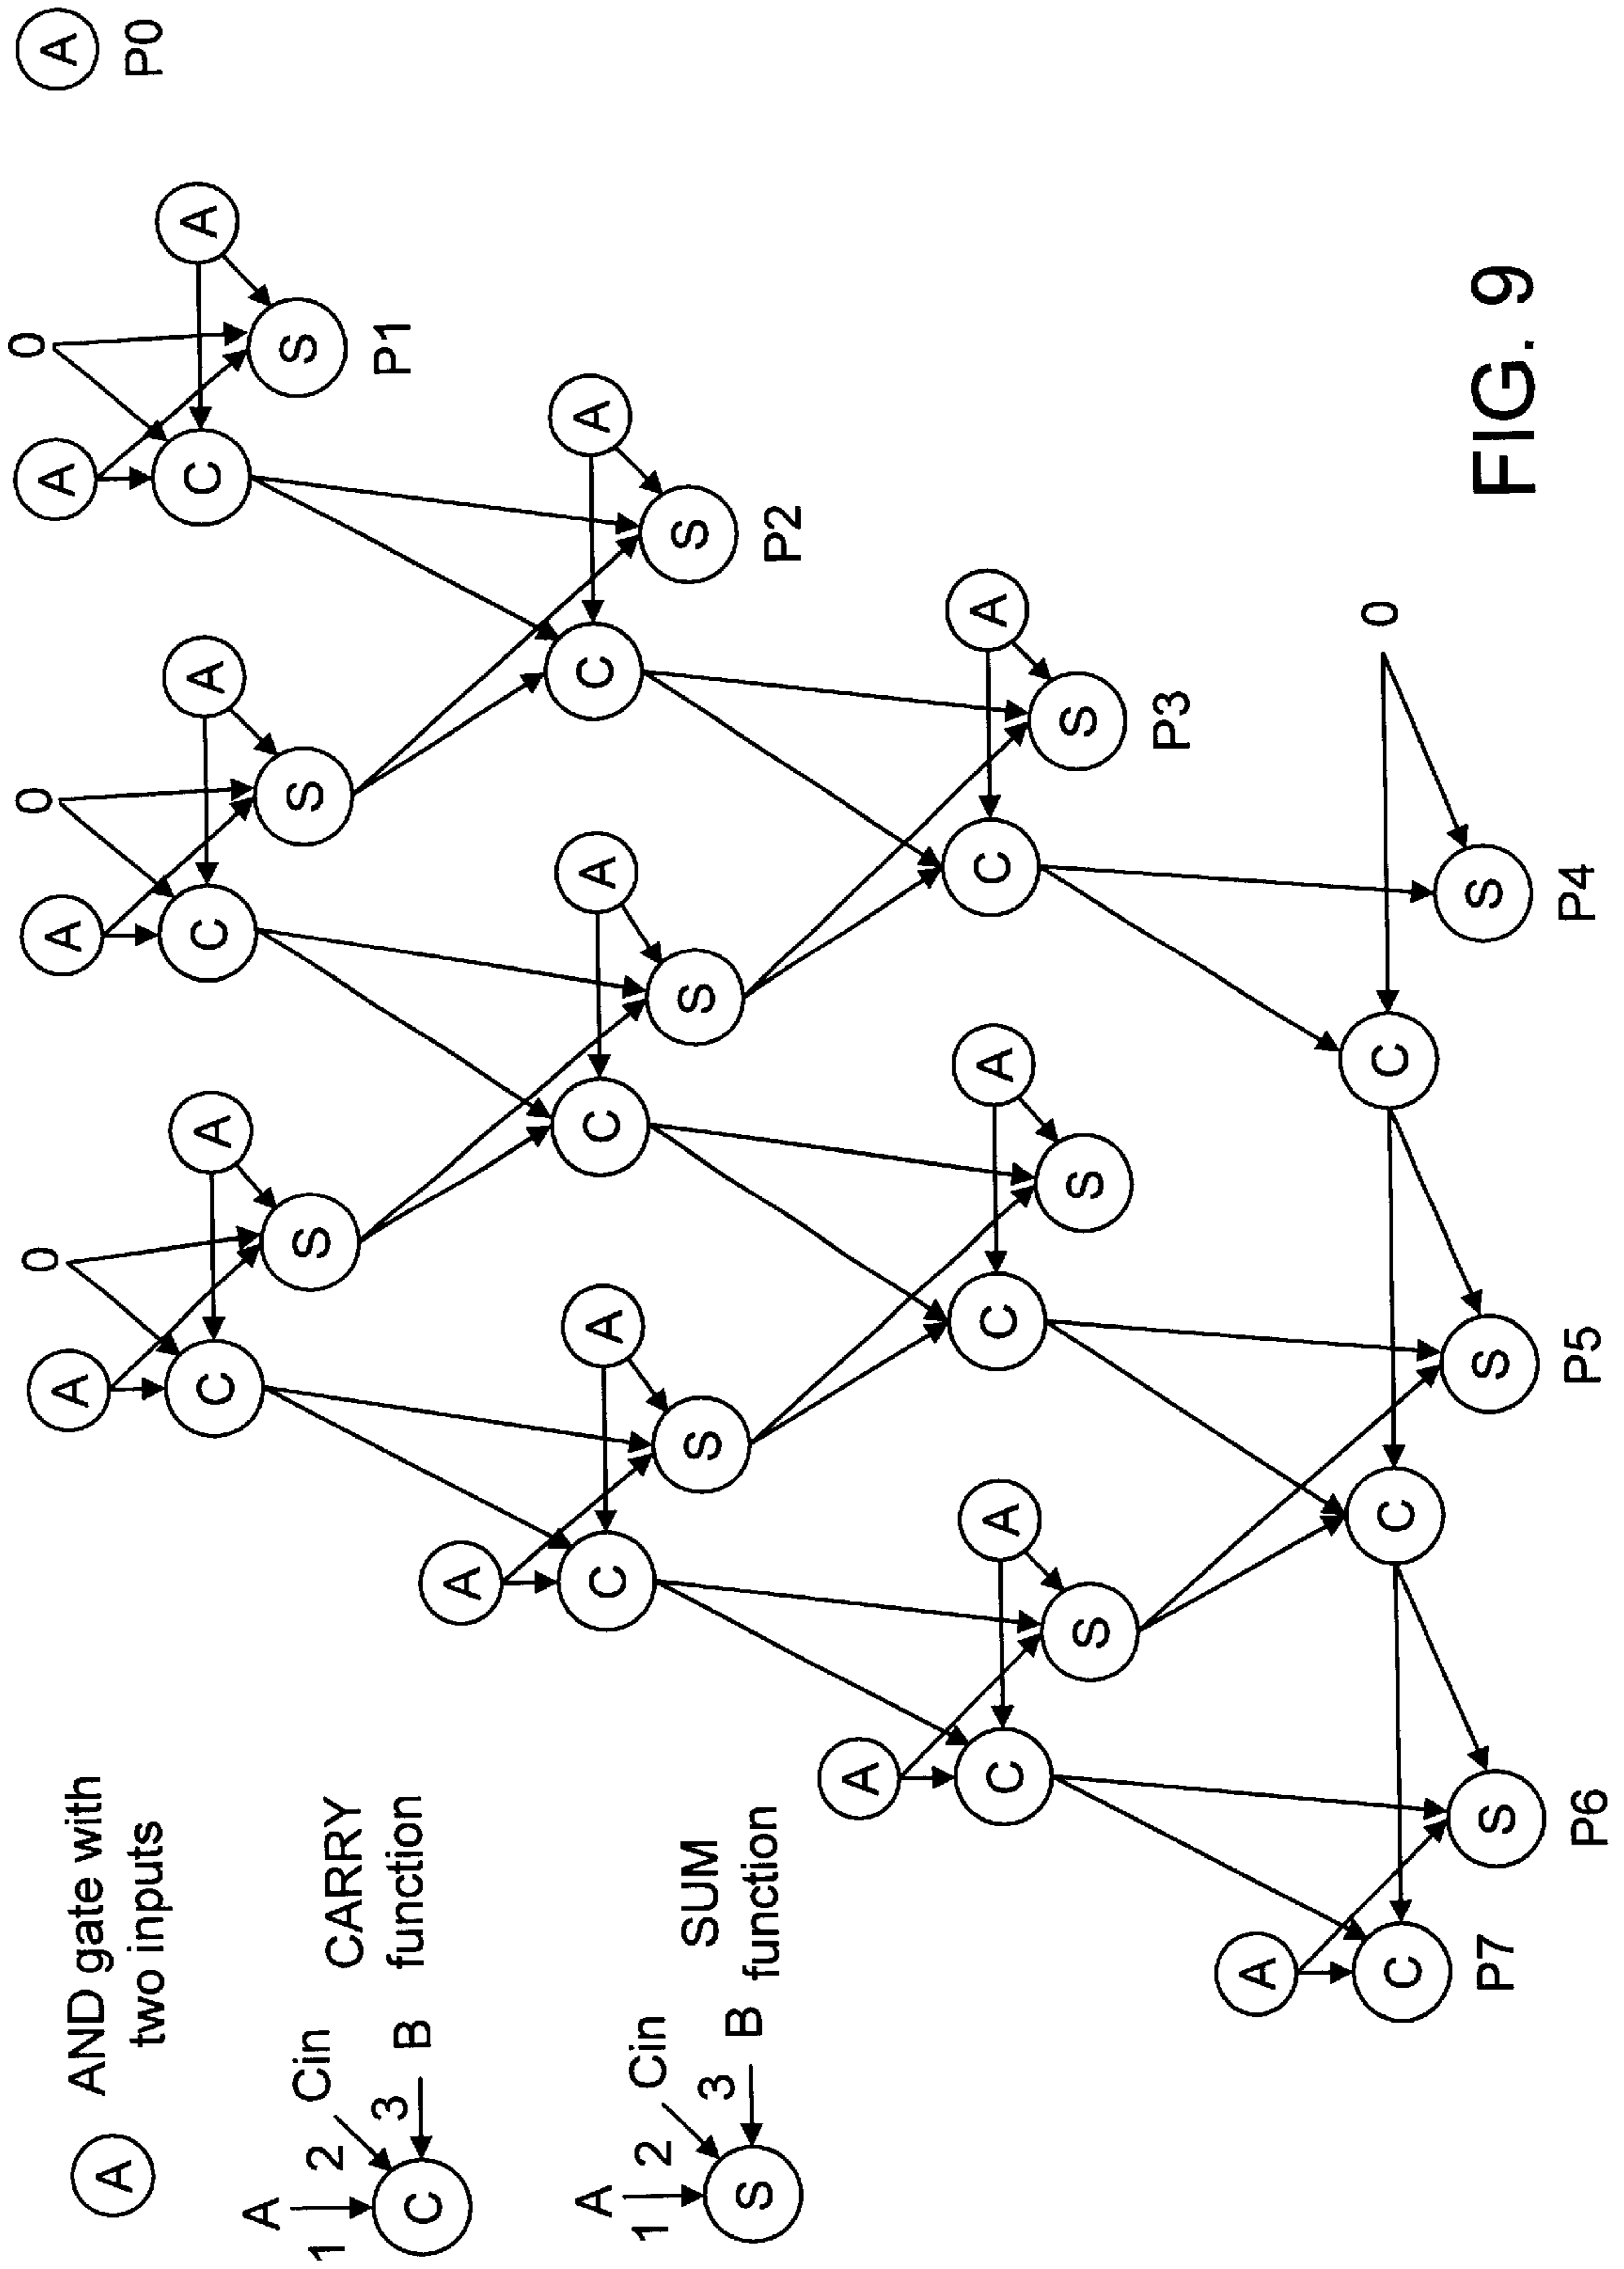 A
AND gate with
two inputs
A
1
2
Cin
3
B
C
CARRY
function
A
1
2
Cin
3
B
S
SUM
function
0 0 0
A A A A
P0
C A C A C A
S S S
P1
A
C A C A C A
S S S
P2
A
C A C A C A
S S S
P3
A
C C C 0
S S S
P7 P6 P5 P4
FIG. 9